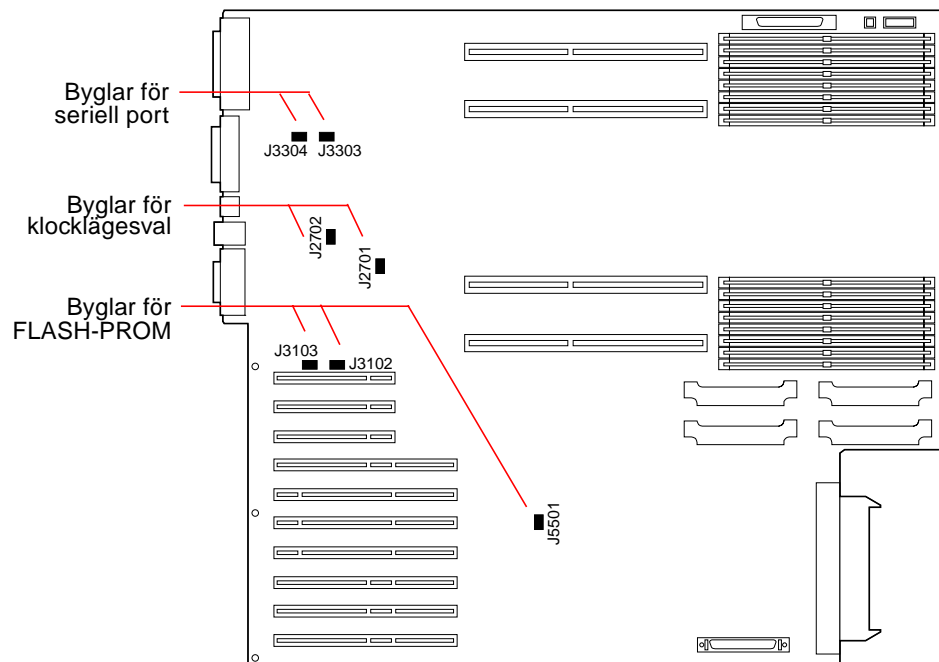 Byglar för
seriell port
J3304
J3303
Byglar för
klocklägesval
J2702
J2701
Byglar för
FLASH-PROM
J3103
J3102
J5501